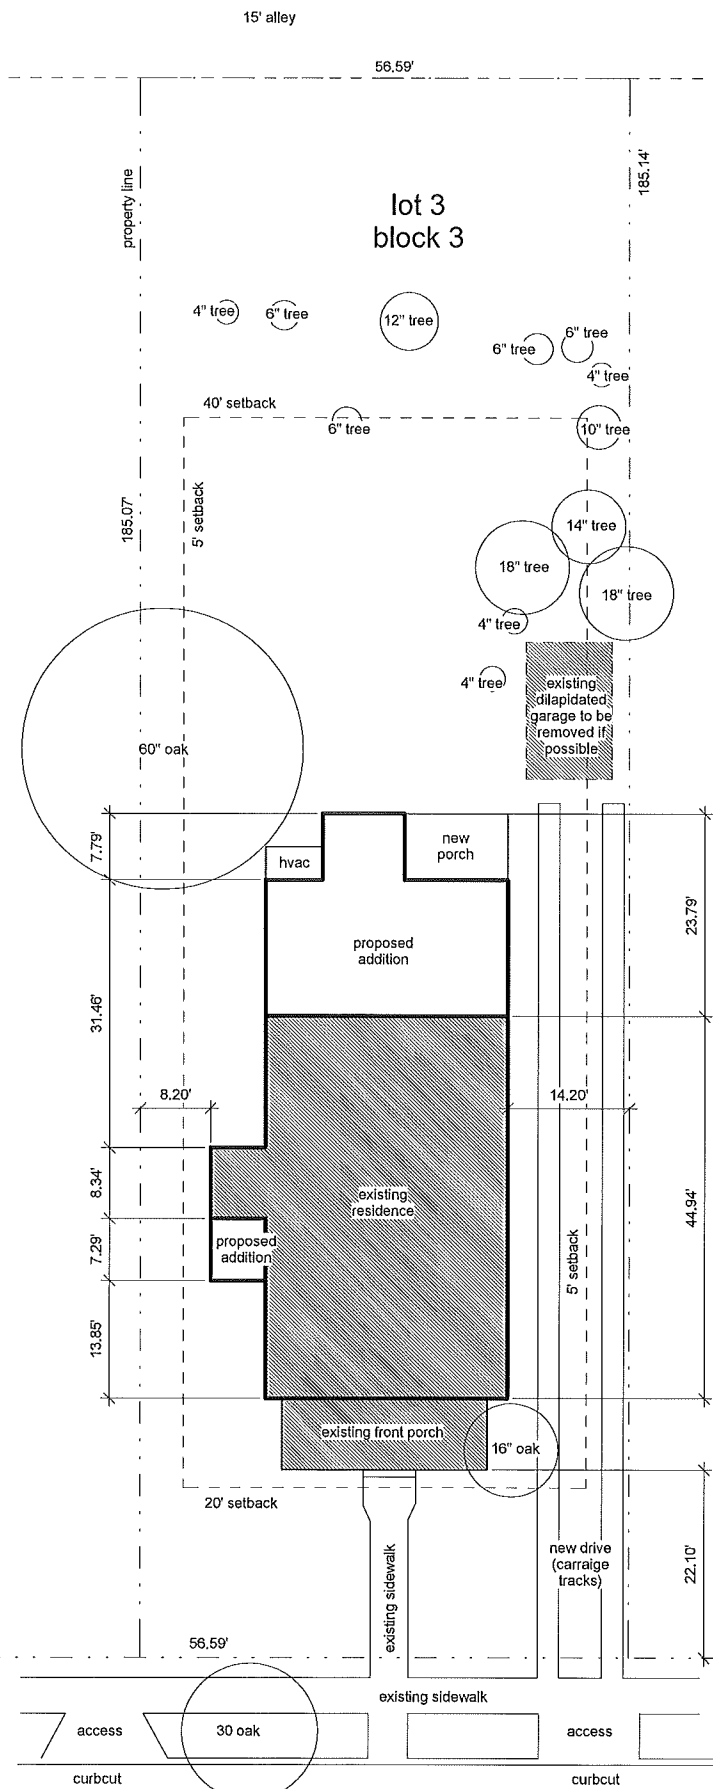 15' alley
56.59'
185.14'
property line
lot 3
block 3
4" tree
6" tree
12" tree
6" tree
6" tree
4" tree
40' setback
6" tree
10" tree
185.07'
5' setback
14" tree
18" tree
18" tree
4" tree
4" tree
existing
dilapidated
garage to be
removed if
possible
60" oak
7.79'
hvac
new
porch
23.79'
proposed
addition
31.46'
8.20'
14.20'
8.34'
existing
residence
44.94'
7.29'
proposed
addition
5' setback
13.85'
existing front porch
16" oak
20' setback
existing sidewalk
new drive
(carraige
tracks)
22.10'
56.59'
existing sidewalk
access
30 oak
access
curbcut
curbcut